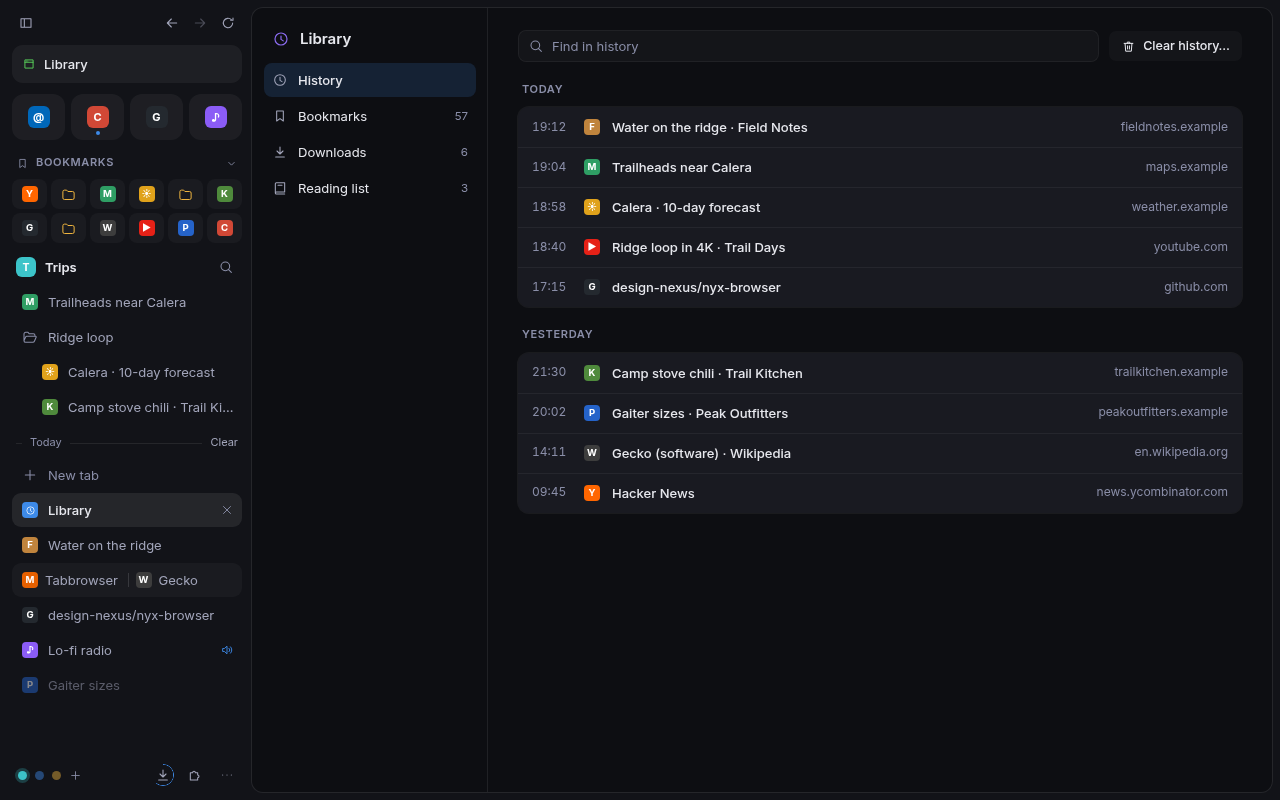 Library
@
C
G
BOOKMARKS
Y
M
K
G
W
P
C
T Trips
M Trailheads near Calera
Ridge loop
Calera · 10-day forecast
K Camp stove chili · Trail Ki...
Today Clear
New tab
Library
F Water on the ridge
M Tabbrowser W Gecko
G design-nexus/nyx-browser
Lo-fi radio
P Gaiter sizes
Library
History
Bookmarks 57
Downloads 6
Reading list 3
Find in history
Clear history...
TODAY
19:12 F Water on the ridge · Field Notes fieldnotes.example
19:04 M Trailheads near Calera maps.example
18:58 Calera · 10-day forecast weather.example
18:40 Ridge loop in 4K · Trail Days youtube.com
17:15 G design-nexus/nyx-browser github.com
YESTERDAY
21:30 K Camp stove chili · Trail Kitchen trailkitchen.example
20:02 P Gaiter sizes · Peak Outfitters peakoutfitters.example
14:11 W Gecko (software) · Wikipedia en.wikipedia.org
09:45 Y Hacker News news.ycombinator.com